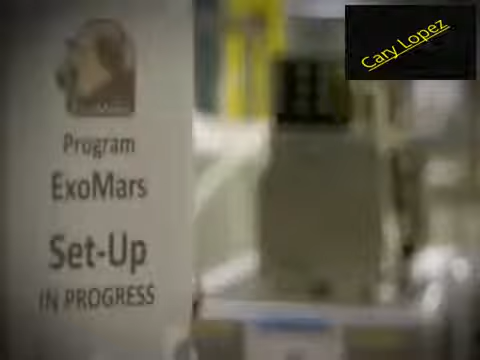 Cary Lopez
Program
ExoMars
Set-Up
IN PROGRESS